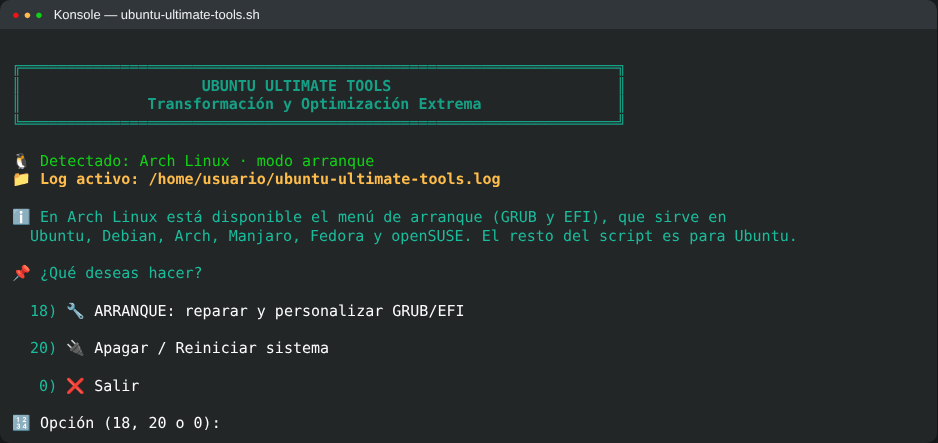 Konsole — ubuntu-ultimate-tools.sh
UBUNTU ULTIMATE TOOLS
Transformación y Optimización Extrema
🐧 Detectado: Arch Linux · modo arranque
📁 Log activo: /home/usuario/ubuntu-ultimate-tools.log
ℹ️ En Arch Linux está disponible el menú de arranque (GRUB y EFI), que sirve en
Ubuntu, Debian, Arch, Manjaro, Fedora y openSUSE. El resto del script es para Ubuntu.
📌 ¿Qué deseas hacer?
18) 🔧 ARRANQUE: reparar y personalizar GRUB/EFI
20) 🔌 Apagar / Reiniciar sistema
0) ❌ Salir
🔢 Opción (18, 20 o 0):